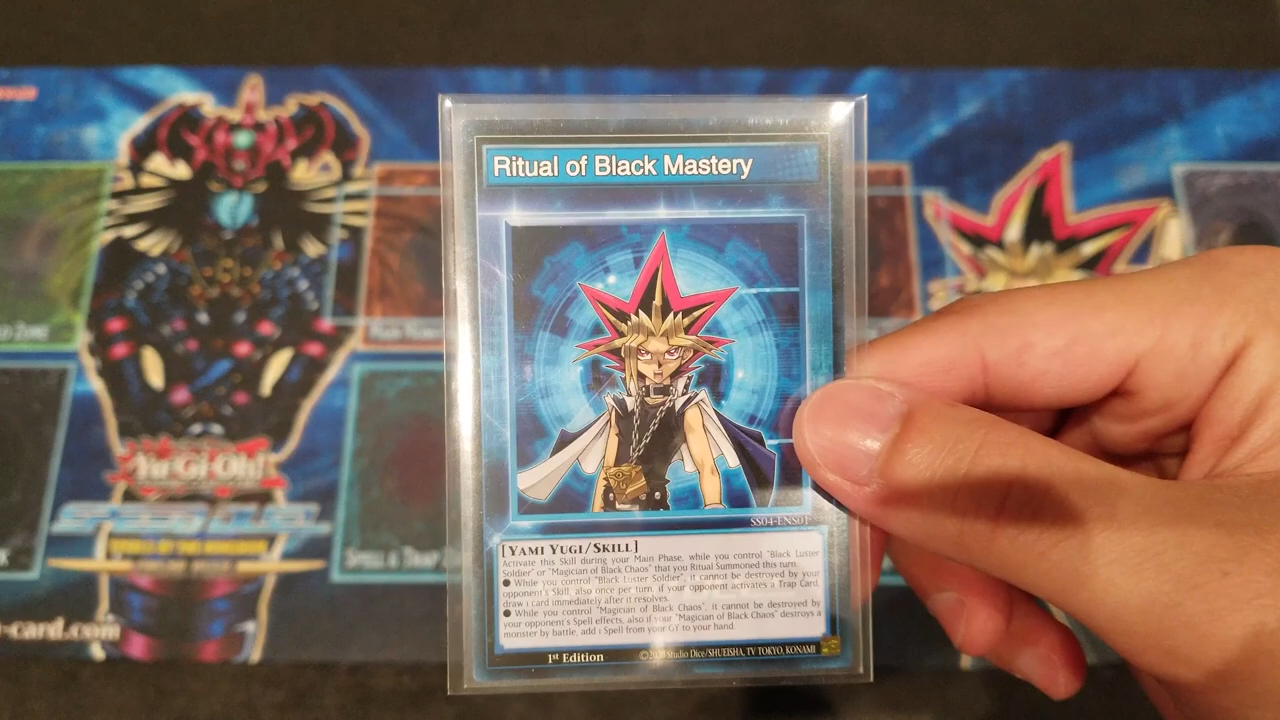 Ritual of Black Mastery
SS04-ENS01
[YAMI YUGI/SKILL]
Activate this Skill during your Main Phase, while you control "Black Luster
Soldier" or "Magician of Black Chaos" that you Ritual Summoned this turn.
● While you control "Black Luster Soldier", it cannot be destroyed by your
opponent's Skill, also once per turn, if your opponent activates a Trap Card,
draw 1 card immediately after it resolves.
● While you control "Magician of Black Chaos", it cannot be destroyed by
your opponent's Spell effects, also if your "Magician of Black Chaos" destroys a
monster by battle, add 1 Spell from your GY to your hand.
1st Edition
©2020 Studio Dice/SHUEISHA, TV TOKYO, KONAMI
Yu-Gi-Oh!
SPEED DUEL
SPELL & TRAP
-card.com